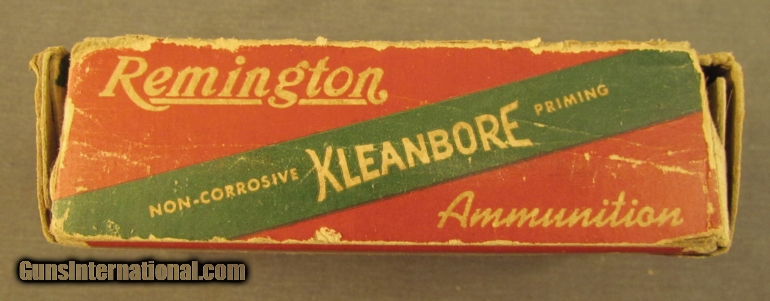 Remington
NON-CORROSIVE KLEANBORE PRIMING
Ammunition
GunsInternational.com